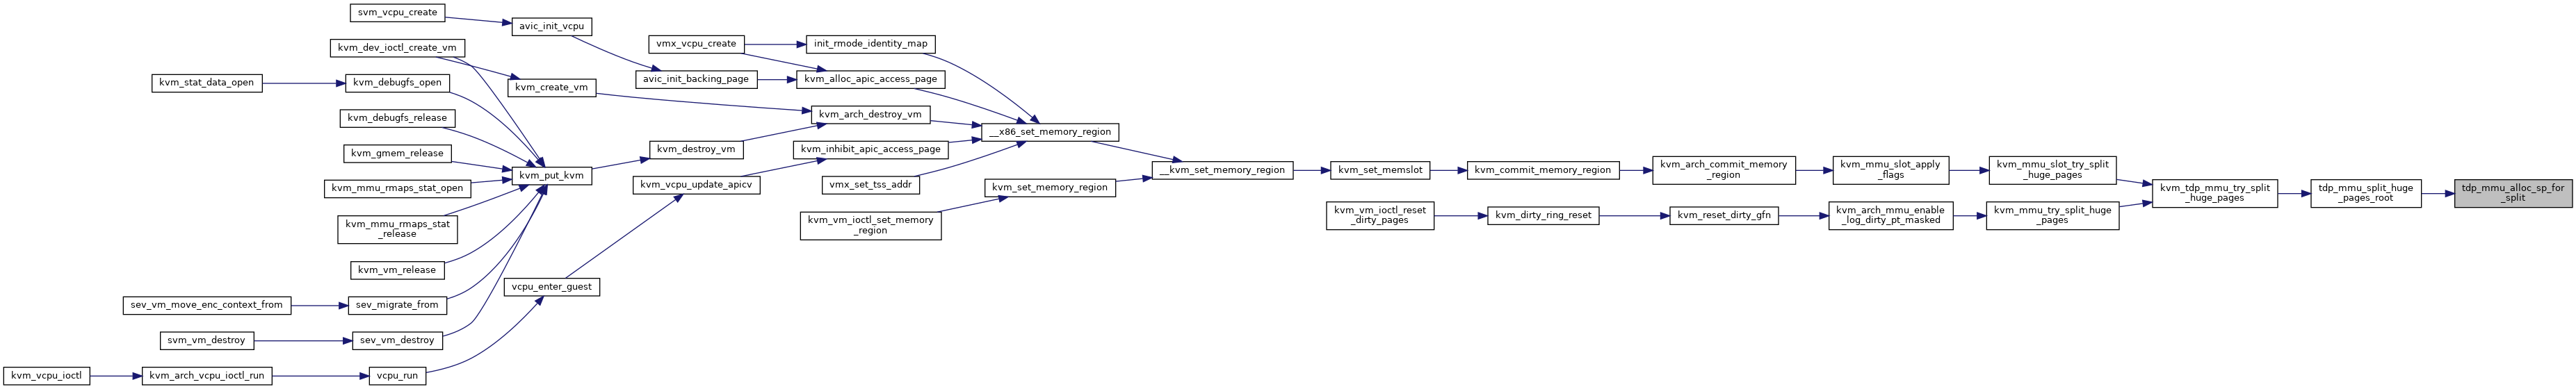 svm_vcpu_create
avic_init_vcpu
kvm_dev_ioctl_create_vm
vmx_vcpu_create
init_rmode_identity_map
kvm_stat_data_open
kvm_debugfs_open
kvm_create_vm
avic_init_backing_page
kvm_alloc_apic_access_page
kvm_debugfs_release
kvm_arch_destroy_vm
__x86_set_memory_region
kvm_gmem_release
kvm_destroy_vm
kvm_inhibit_apic_access_page
kvm_mmu_rmaps_stat_open
kvm_put_kvm
kvm_vcpu_update_apicv
vmx_set_tss_addr
kvm_set_memory_region
__kvm_set_memory_region
kvm_set_memslot
kvm_commit_memory_region
kvm_arch_commit_memory
_region
kvm_mmu_slot_apply
_flags
kvm_mmu_slot_try_split
_huge_pages
kvm_tdp_mmu_try_split
_huge_pages
tdp_mmu_split_huge
_pages_root
tdp_mmu_alloc_sp_for
_split
kvm_mmu_rmaps_stat
_release
kvm_vm_ioctl_set_memory
_region
kvm_vm_ioctl_reset
_dirty_pages
kvm_dirty_ring_reset
kvm_reset_dirty_gfn
kvm_arch_mmu_enable
_log_dirty_pt_masked
kvm_mmu_try_split_huge
_pages
kvm_vm_release
vcpu_enter_guest
sev_vm_move_enc_context_from
sev_migrate_from
svm_vm_destroy
sev_vm_destroy
kvm_vcpu_ioctl
kvm_arch_vcpu_ioctl_run
vcpu_run